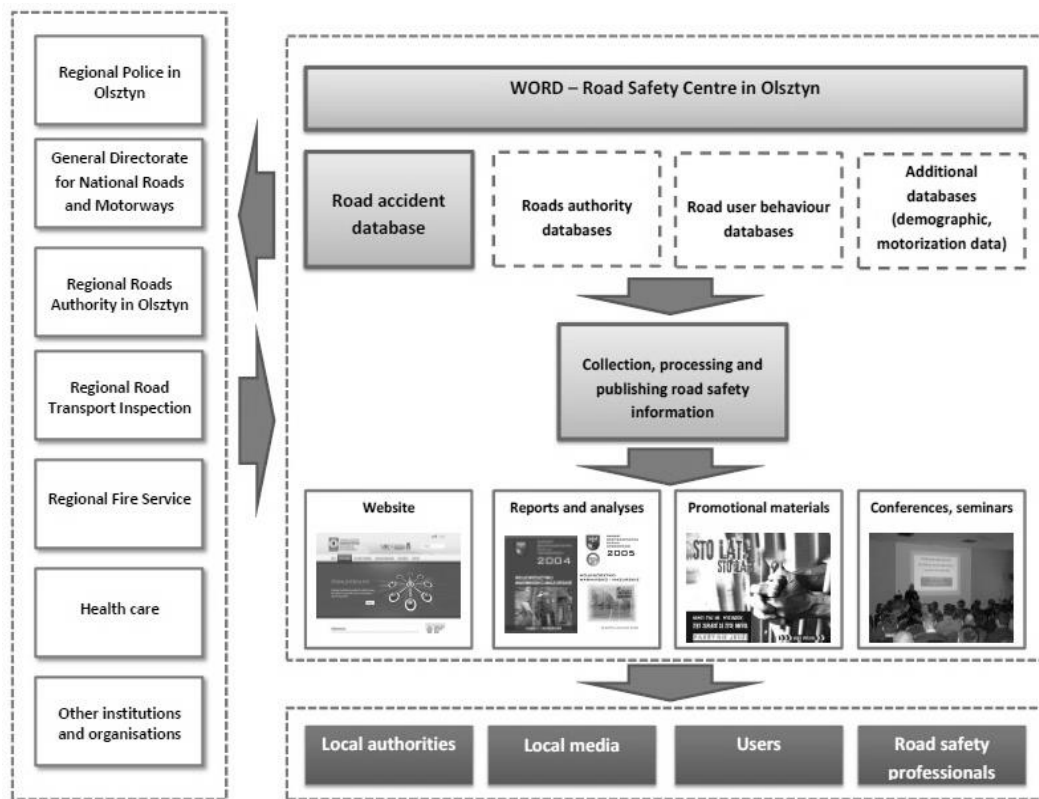 Regional Police in
Olsztyn
General Directorate
for National Roads
and Motorways
Regional Roads
Authority in Olsztyn
Regional Road
Transport Inspection
Regional Fire Service
Health care
Other institutions
and organisations
WORD – Road Safety Centre in Olsztyn
Road accident
database
Roads authority
databases
Road user behaviour
databases
Additional
databases
(demographic,
motorization data)
Collection, processing and
publishing road safety
information
Website
Reports and analyses
2004
2005
Promotional materials
STO LAT
STO LA
Conferences, seminars
Local authorities
Local media
Users
Road safety
professionals